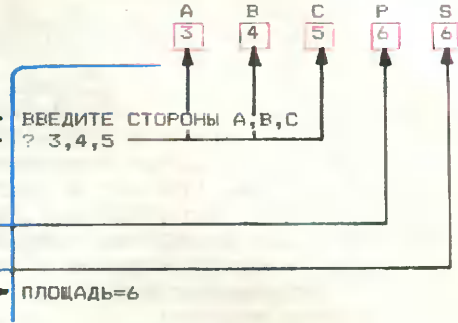 A B C P S
3 4 5 6 6
ВВЕДИТЕ СТОРОНЫ A,B,C
? 3,4,5
ПЛОЩАДЬ=6